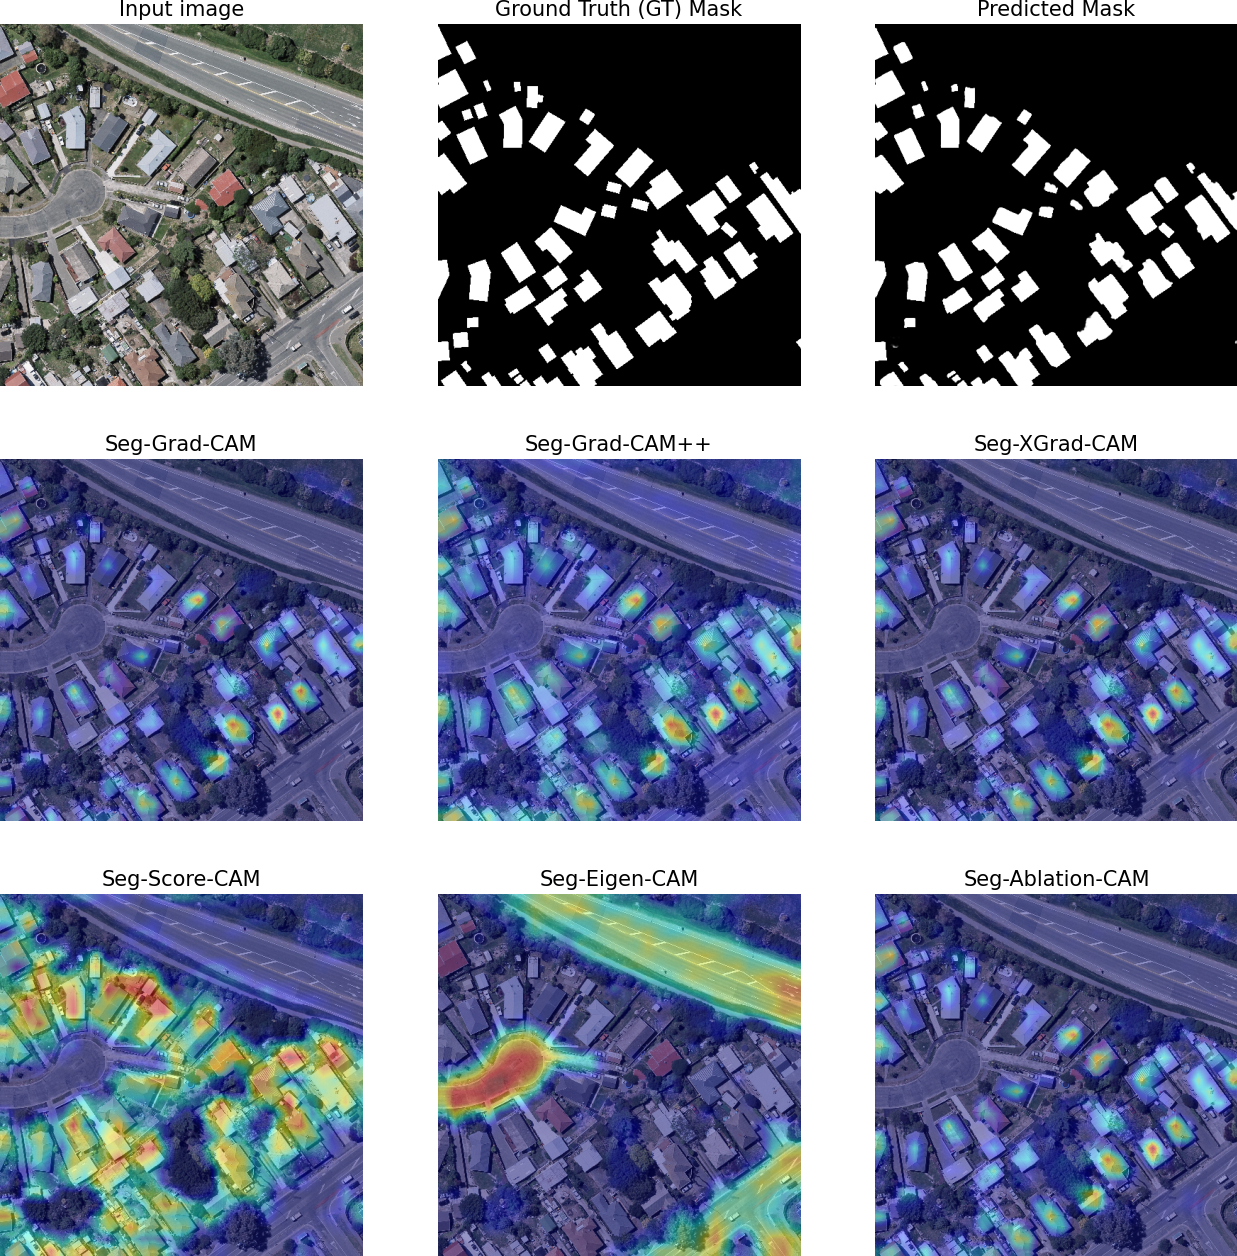 Input image
Ground Truth (GT) Mask
Predicted Mask
Seg-Grad-CAM
Seg-Grad-CAM++
Seg-XGrad-CAM
Seg-Score-CAM
Seg-Eigen-CAM
Seg-Ablation-CAM